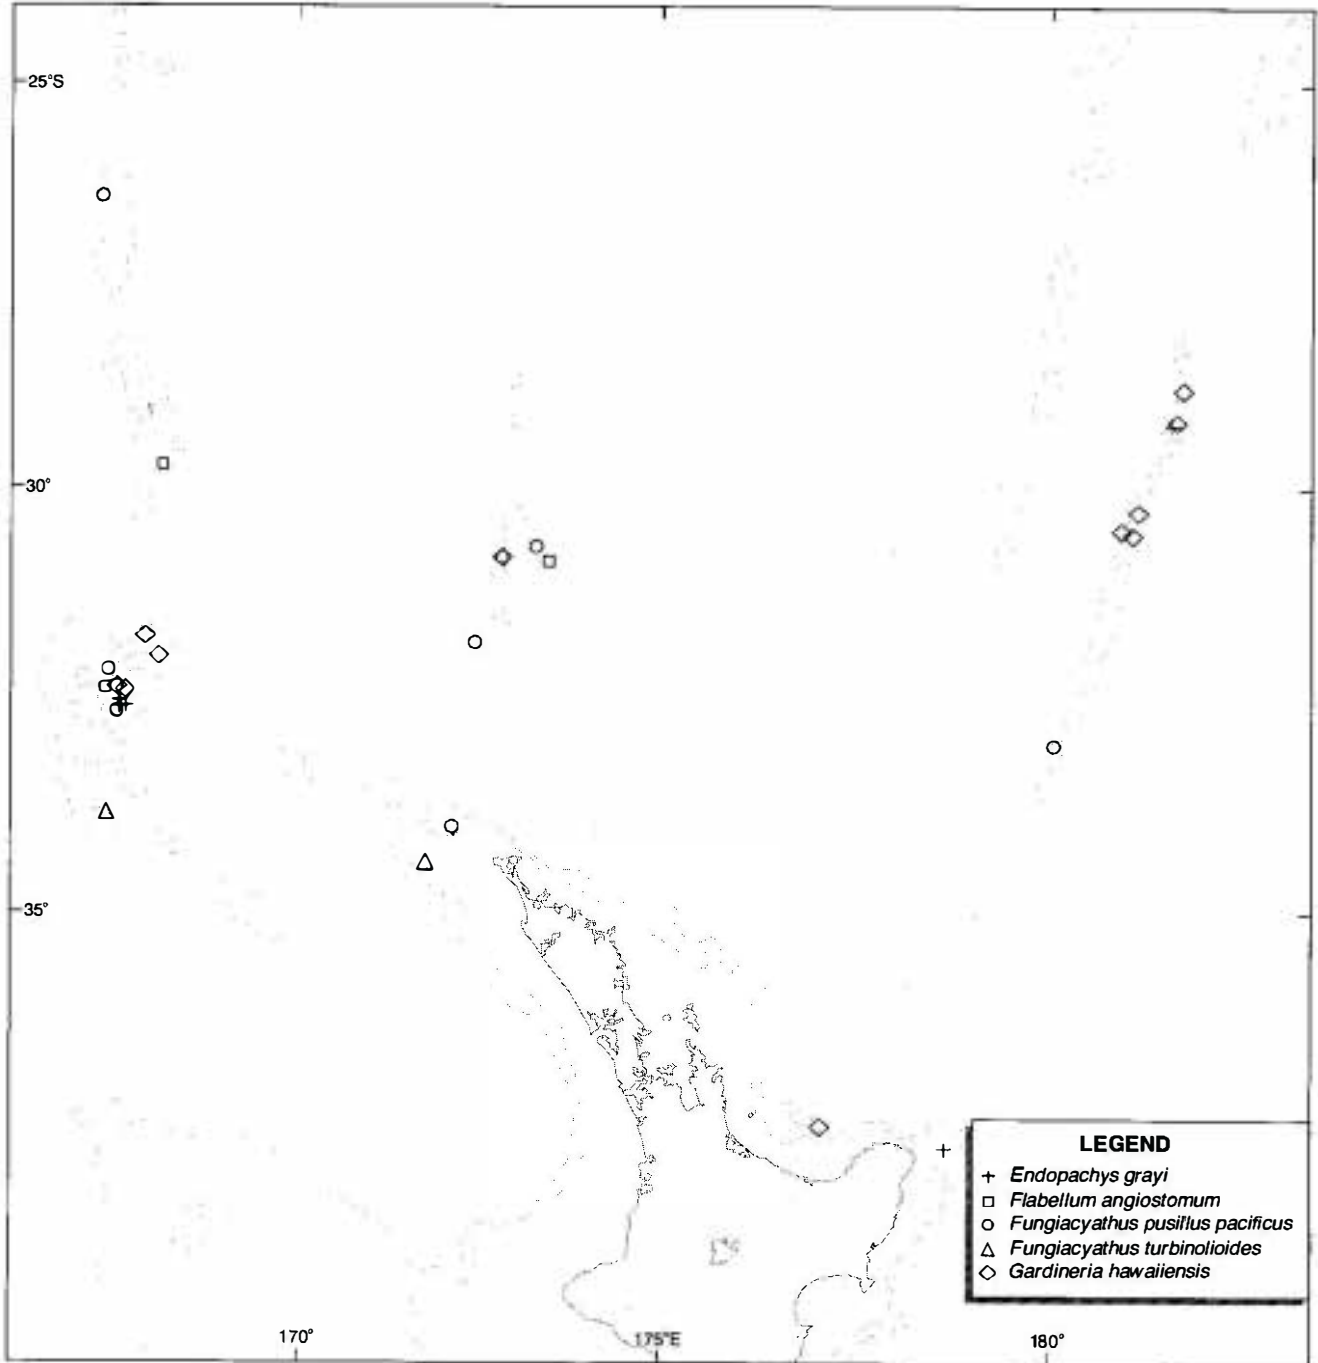 25°S
30°
35°
170°
175°E
180°
LEGEND
+ Endopachys grayi
□ Flabellum angiostomum
○ Fungiacyathus pusillus pacificus
△ Fungiacyathus turbinolioides
◇ Gardineria hawaiiensis